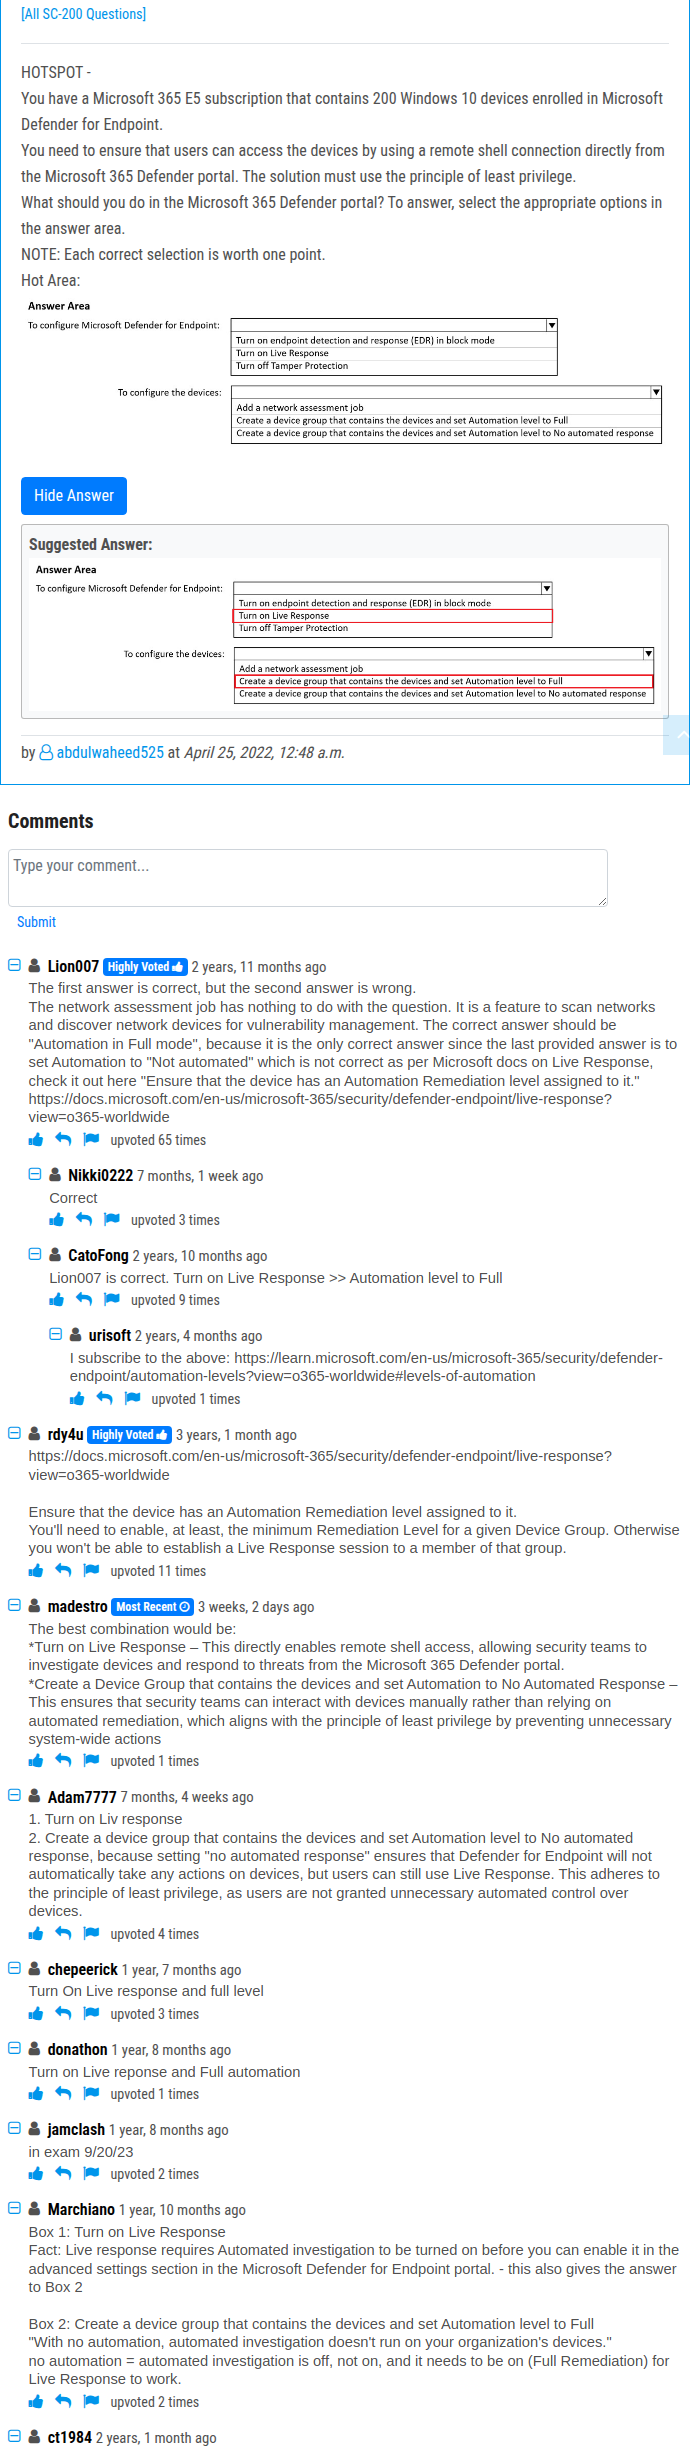 [All SC-200 Questions]
HOTSPOT -
You have a Microsoft 365 E5 subscription that contains 200 Windows 10 devices enrolled in Microsoft
Defender for Endpoint.
You need to ensure that users can access the devices by using a remote shell connection directly from
the Microsoft 365 Defender portal. The solution must use the principle of least privilege.
What should you do in the Microsoft 365 Defender portal? To answer, select the appropriate options in
the answer area.
NOTE: Each correct selection is worth one point.
Hot Area:
Answer Area
To configure Microsoft Defender for Endpoint:
Turn on endpoint detection and response (EDR) in block mode
Turn on Live Response
Turn off Tamper Protection
To configure the devices:
Add a network assessment job
Create a device group that contains the devices and set Automation level to Full
Create a device group that contains the devices and set Automation level to No automated response
Hide Answer
Suggested Answer:
Answer Area
To configure Microsoft Defender for Endpoint:
Turn on endpoint detection and response (EDR) in block mode
Turn on Live Response
Turn off Tamper Protection
To configure the devices:
Add a network assessment job
Create a device group that contains the devices and set Automation level to Full
Create a device group that contains the devices and set Automation level to No automated response
by abdulwaheed525 at April 25, 2022, 12:48 a.m.
Comments
Type your comment...
Submit
Lion007 Highly Voted 2 years, 11 months ago
The first answer is correct, but the second answer is wrong.
The network assessment job has nothing to do with the question. It is a feature to scan networks
and discover network devices for vulnerability management. The correct answer should be
"Automation in Full mode", because it is the only correct answer since the last provided answer is to
set Automation to "Not automated" which is not correct as per Microsoft docs on Live Response,
check it out here "Ensure that the device has an Automation Remediation level assigned to it."
https://docs.microsoft.com/en-us/microsoft-365/security/defender-endpoint/live-response?
view=o365-worldwide
upvoted 65 times
Nikki0222 7 months, 1 week ago
Correct
upvoted 3 times
CatoFong 2 years, 10 months ago
Lion007 is correct. Turn on Live Response >> Automation level to Full
upvoted 9 times
urisoft 2 years, 4 months ago
I subscribe to the above: https://learn.microsoft.com/en-us/microsoft-365/security/defender-
endpoint/automation-levels?view=o365-worldwide#levels-of-automation
upvoted 1 times
rdy4u Highly Voted 3 years, 1 month ago
https://docs.microsoft.com/en-us/microsoft-365/security/defender-endpoint/live-response?
view=o365-worldwide
Ensure that the device has an Automation Remediation level assigned to it.
You'll need to enable, at least, the minimum Remediation Level for a given Device Group. Otherwise
you won't be able to establish a Live Response session to a member of that group.
upvoted 11 times
madestro Most Recent 3 weeks, 2 days ago
The best combination would be:
*Turn on Live Response – This directly enables remote shell access, allowing security teams to
investigate devices and respond to threats from the Microsoft 365 Defender portal.
*Create a Device Group that contains the devices and set Automation to No Automated Response –
This ensures that security teams can interact with devices manually rather than relying on
automated remediation, which aligns with the principle of least privilege by preventing unnecessary
system-wide actions
upvoted 1 times
Adam7777 7 months, 4 weeks ago
1. Turn on Liv response
2. Create a device group that contains the devices and set Automation level to No automated
response, because setting "no automated response" ensures that Defender for Endpoint will not
automatically take any actions on devices, but users can still use Live Response. This adheres to
the principle of least privilege, as users are not granted unnecessary automated control over
devices.
upvoted 4 times
chepeerick 1 year, 7 months ago
Turn On Live response and full level
upvoted 3 times
donathon 1 year, 8 months ago
Turn on Live reponse and Full automation
upvoted 1 times
jamclash 1 year, 8 months ago
in exam 9/20/23
upvoted 2 times
Marchiano 1 year, 10 months ago
Box 1: Turn on Live Response
Fact: Live response requires Automated investigation to be turned on before you can enable it in the
advanced settings section in the Microsoft Defender for Endpoint portal. - this also gives the answer
to Box 2
Box 2: Create a device group that contains the devices and set Automation level to Full
"With no automation, automated investigation doesn't run on your organization's devices."
no automation = automated investigation is off, not on, and it needs to be on (Full Remediation) for
Live Response to work.
upvoted 2 times
ct1984 2 years, 1 month ago